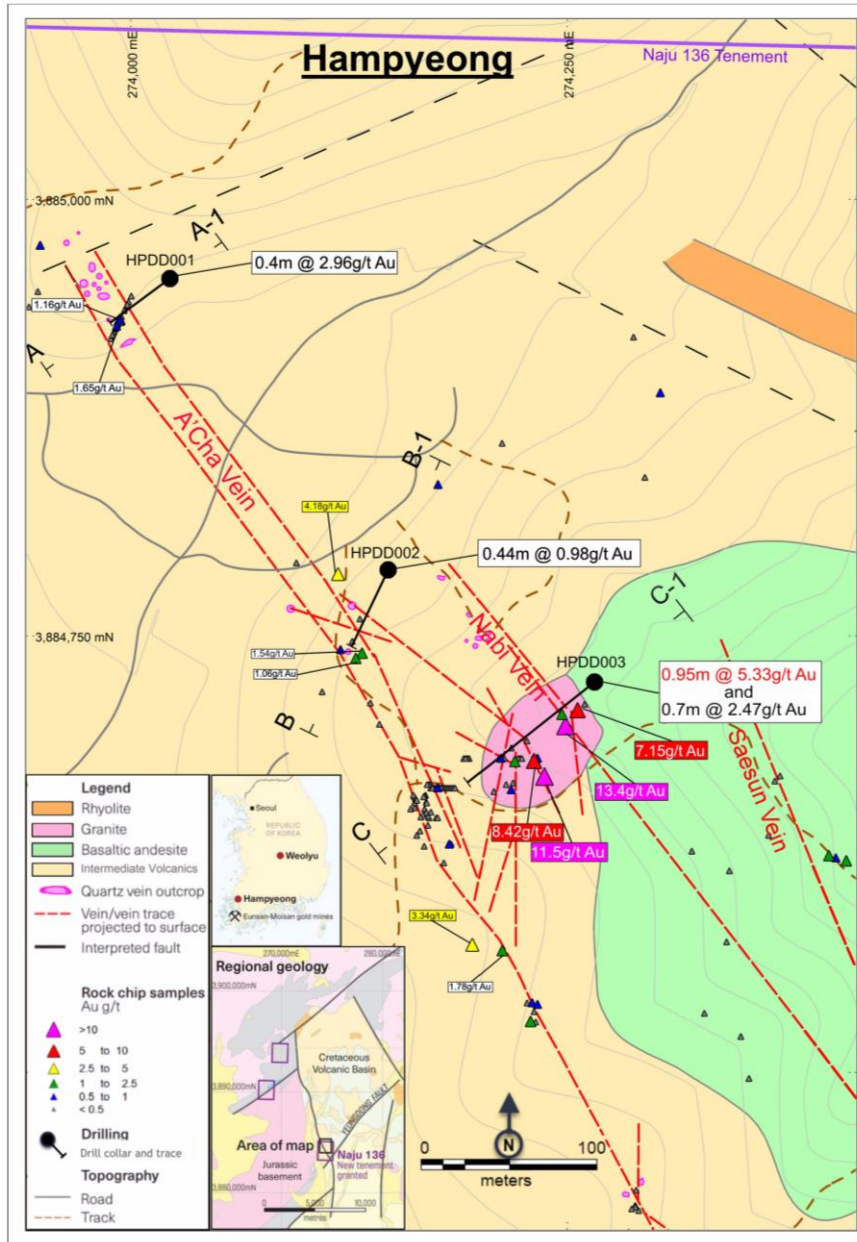 Hampyeong
274,000 mE
274,250 mE
Naju 136 Tenement
3,885,000 mN
A-1
HPDD001
0.4m @ 2.96g/t Au
1.16g/t Au
A
1.65g/t Au
A'Cha Vein
B-1
4.18g/t Au
HPDD002
0.44m @ 0.98g/t Au
3,884,750 mN
1.54g/t Au
1.06g/t Au
B
Nabi Vein
C-1
HPDD003
0.95m @ 5.33g/t Au
and
0.7m @ 2.47g/t Au
7.15g/t Au
13.4g/t Au
8.42g/t Au
11.5g/t Au
Saesun Vein
C
3.34g/t Au
1.78g/t Au
N
0 100
meters
Legend
Rhyolite
Granite
Basaltic andesite
Intermediate Volcanics
Quartz vein outcrop
Vein/vein trace
projected to surface
Interpreted fault
Rock chip samples
Au g/t
>10
5 to 10
2.5 to 5
1 to 2.5
0.5 to 1
< 0.5
Drilling
Drill collar and trace
Topography
Road
Track
Seoul
REPUBLIC
OF KOREA
Weolyu
Hampyeong
Eunsan-Moisan gold mines
270,000mE
280,000mE
Regional geology
3,900,000mN
Cretaceous
Volcanic Basin
3,890,000mN
YEONGDONG FAULT
Area of map
Naju 136
New tenement
granted
Jurassic
basement
0 5,000 10,000
metres
3,880,000mN